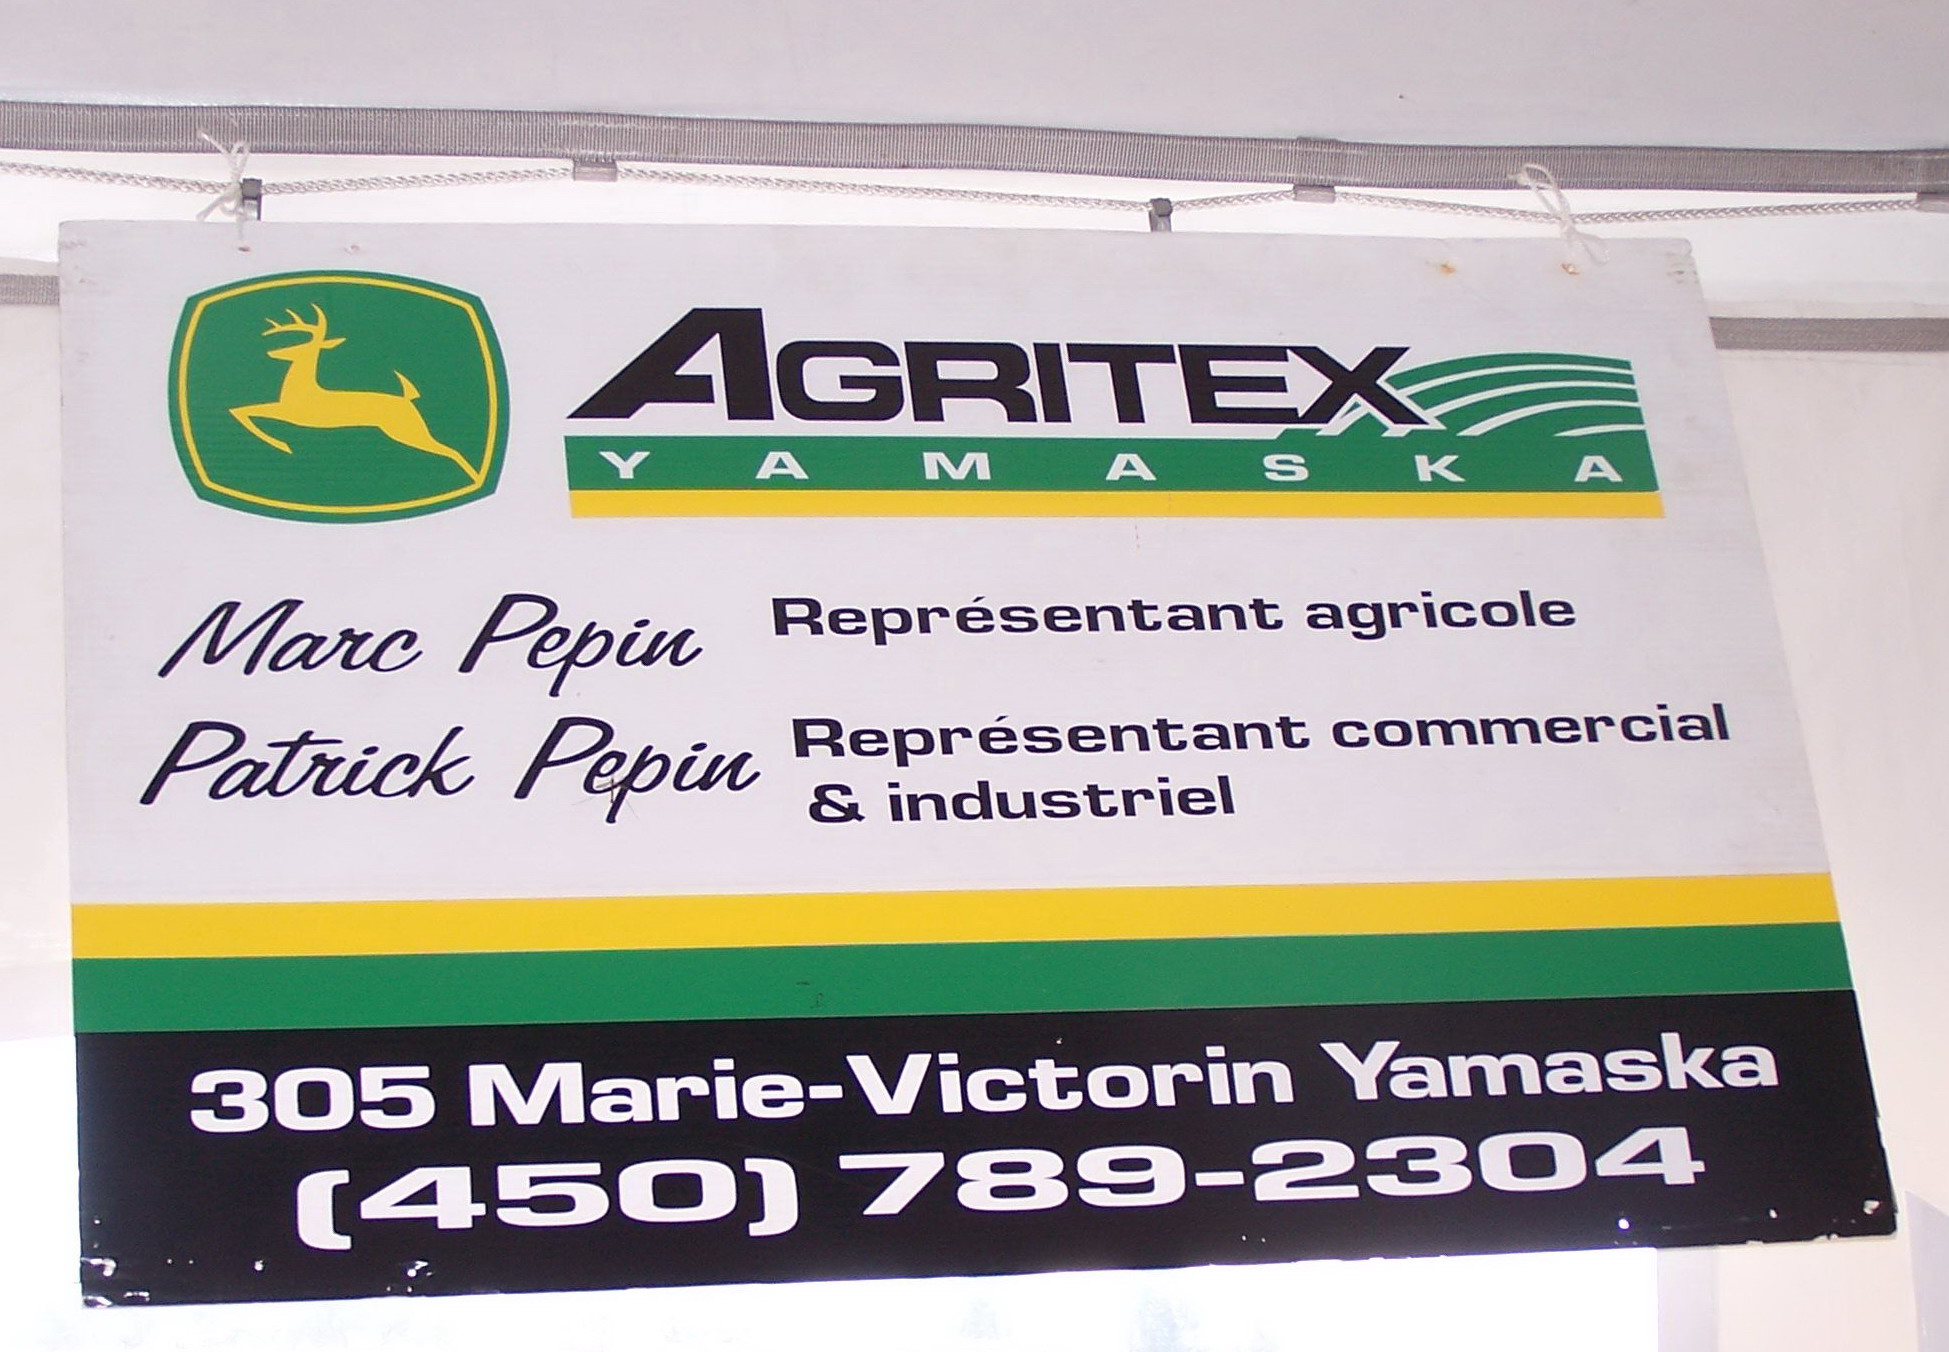 AGRITEX
YAMASKA
Marc Pepin Représentant agricole
Patrick Pepin Représentant commercial
& industriel
305 Marie-Victorin Yamaska
(450) 789-2304